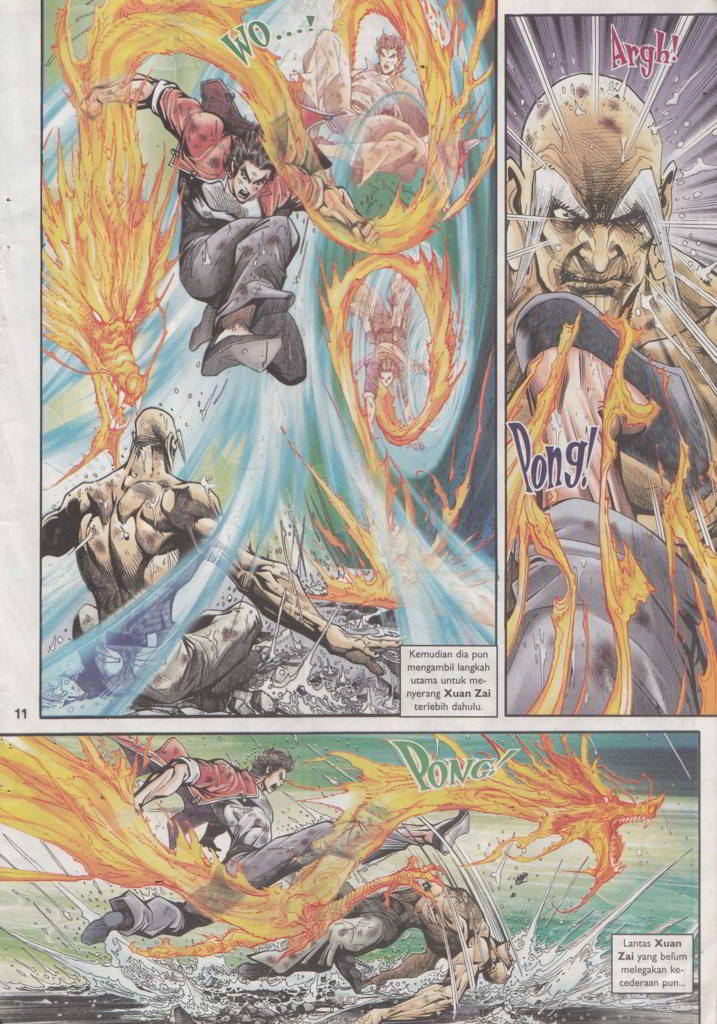 WO....!
Argh!
Pong!
Kemudian dia pun
mengambil langkah
utama untuk me-
nyerang Xuan Zai
terlebih dahulu.
11
PONG!
Lantas Xuan
Zai yang belum
melegakan ke-
cederaan pun...